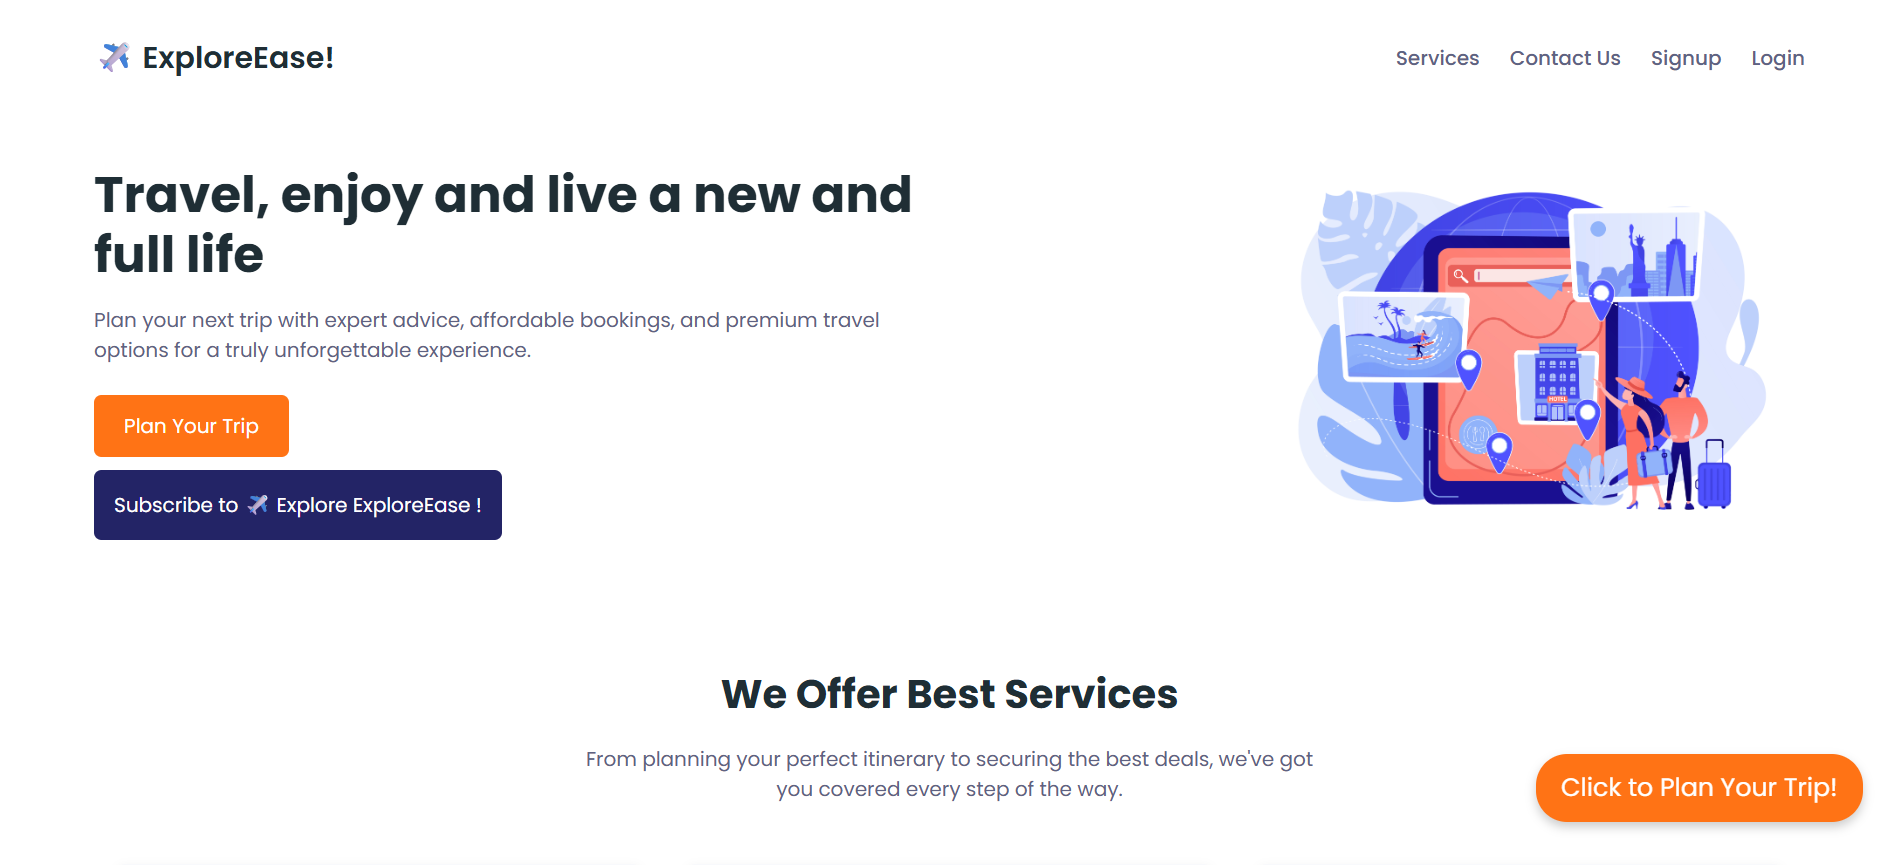 ExploreEase!
Services
Contact Us
Signup
Login
Travel, enjoy and live a new and
full life
Plan your next trip with expert advice, affordable bookings, and premium travel
options for a truly unforgettable experience.
Plan Your Trip
Subscribe to ✈️ Explore ExploreEase !
HOTEL
We Offer Best Services
From planning your perfect itinerary to securing the best deals, we've got
you covered every step of the way.
Click to Plan Your Trip!